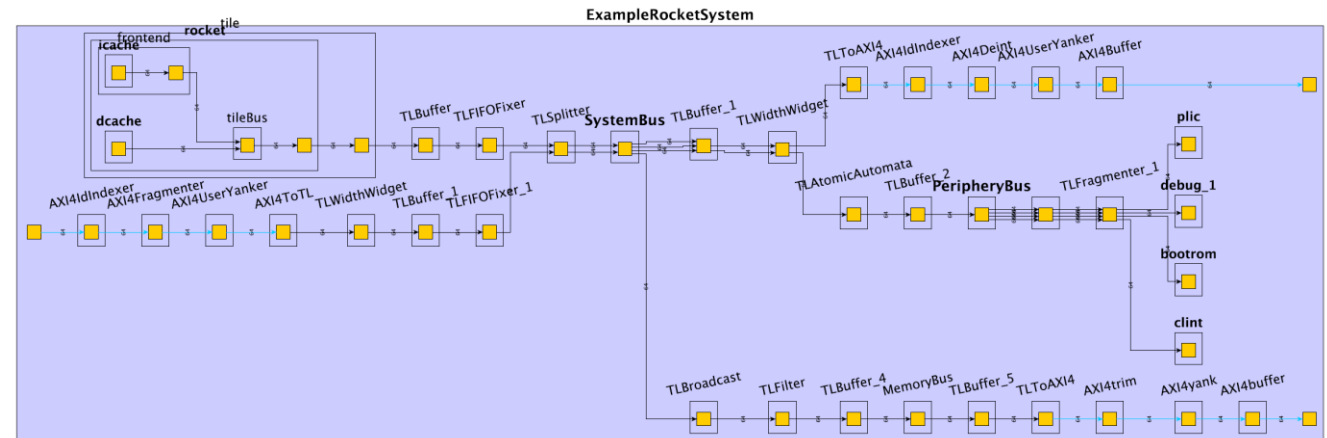 ExampleRocketSystem
tile
rocket
frontend
icache
dcache
tileBus
TLBuffer
TLFIFOFixer
TLSplitter
SystemBus
TLBuffer_1
TLWidthWidget
TLToAXI4
AXI4IdIndexer
AXI4Deint
AXI4UserYanker
AXI4Buffer
plic
debug_1
bootrom
clint
TLAtomicAutomata
TLBuffer_2
PeripheryBus
TLFragmenter_1
AXI4IdIndexer
AXI4Fragmenter
AXI4UserYanker
AXI4ToTL
TLWidthWidget
TLBuffer_1
TLFIFOFixer_1
TLBroadcast
TLFilter
TLBuffer_4
MemoryBus
TLBuffer_5
TLToAXI4
AXI4trim
AXI4yank
AXI4buffer